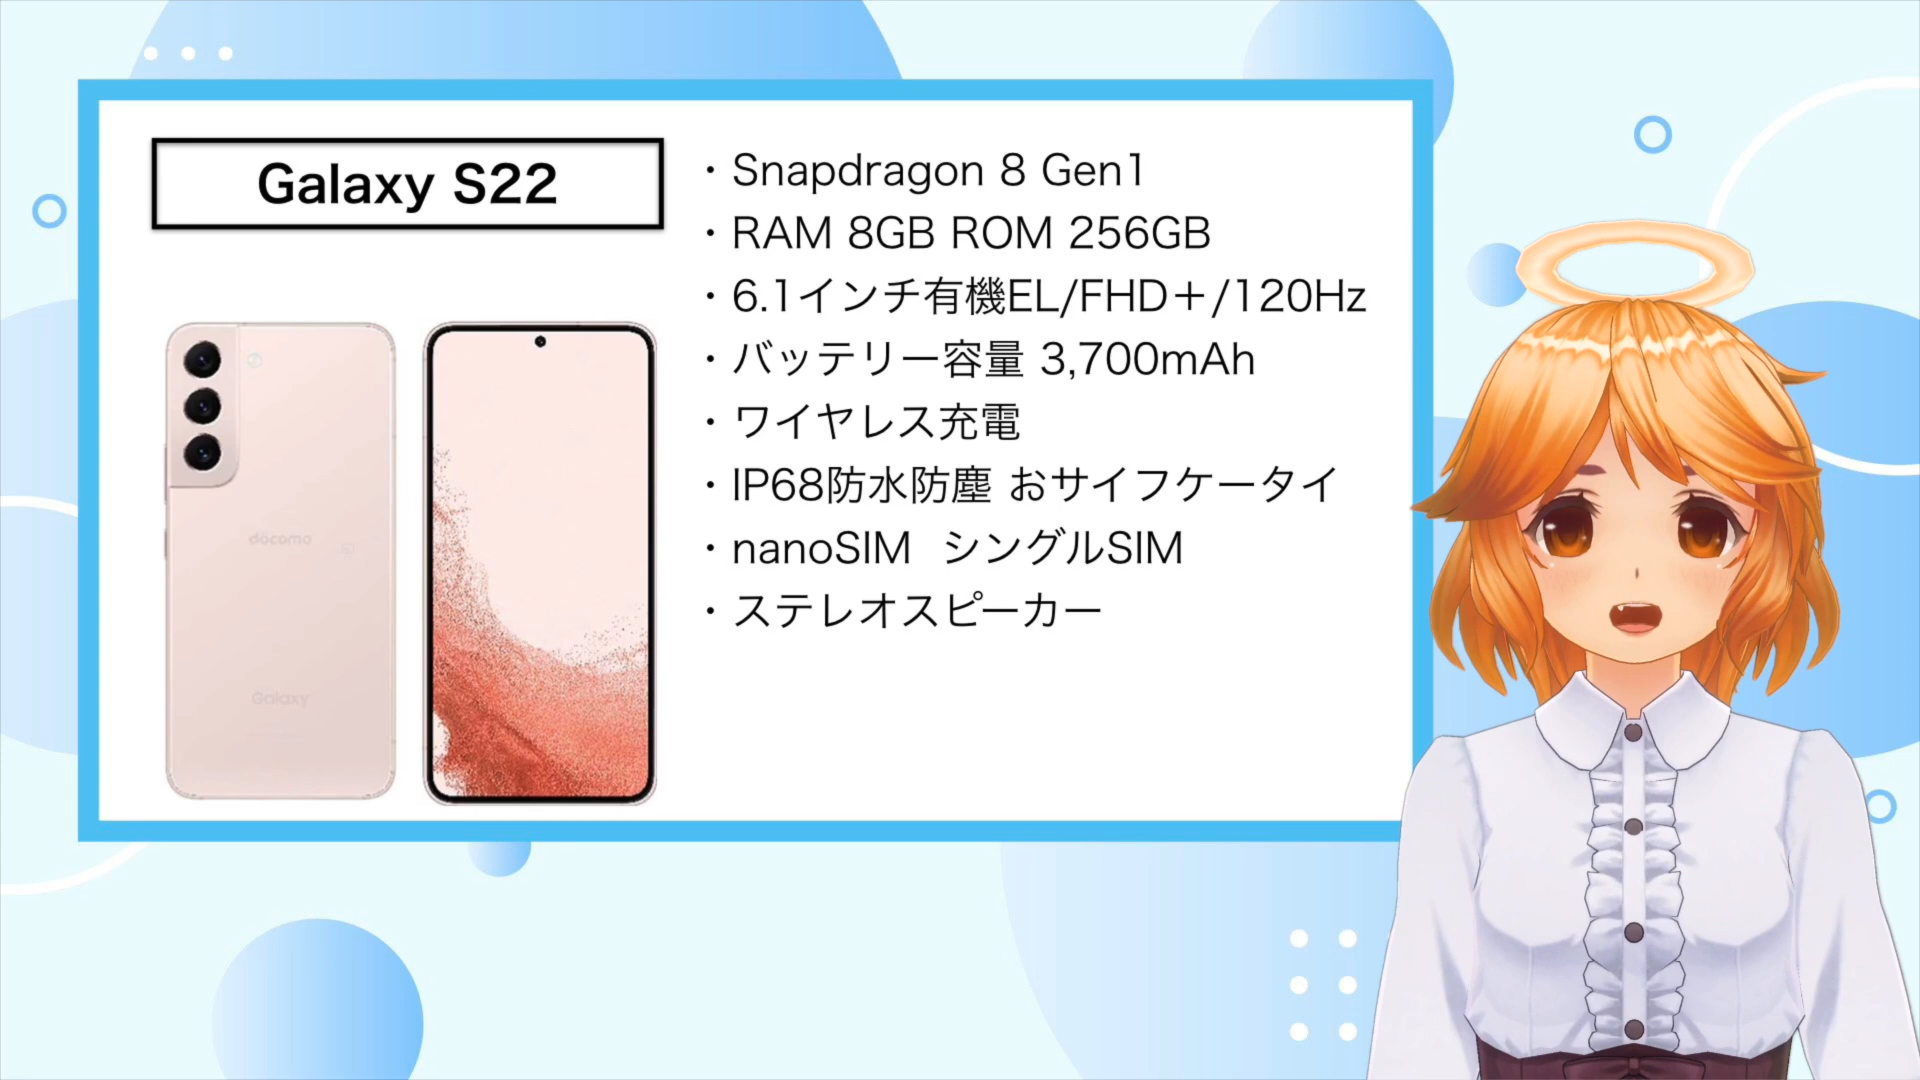 Galaxy S22
・Snapdragon 8 Gen1
・RAM 8GB ROM 256GB
・6.1インチ有機EL/FHD＋/120Hz
・バッテリー容量 3,700mAh
・ワイヤレス充電
・IP68防水防塵 おサイフケータイ
・nanoSIM シングルSIM
・ステレオスピーカー
docomo
Galaxy